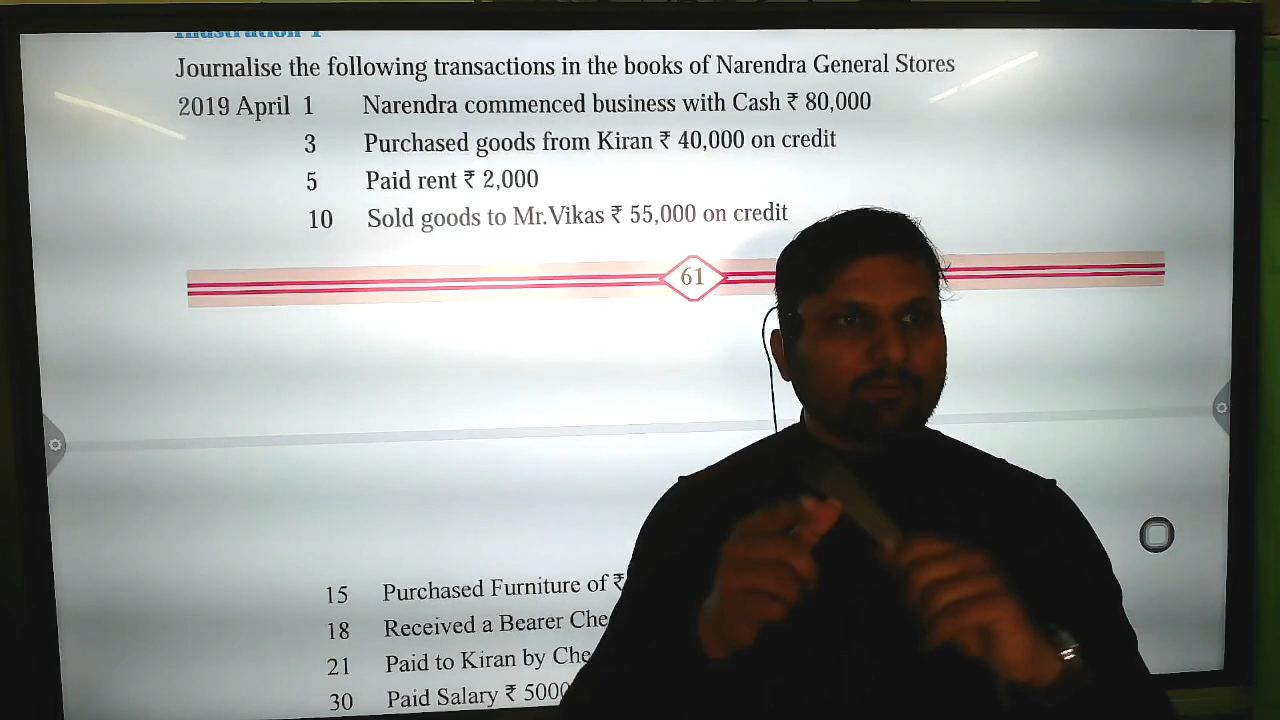 Illustration 1
Journalise the following transactions in the books of Narendra General Stores
2019 April 1 Narendra commenced business with Cash ₹ 80,000
3 Purchased goods from Kiran ₹ 40,000 on credit
5 Paid rent ₹ 2,000
10 Sold goods to Mr.Vikas ₹ 55,000 on credit
61
15 Purchased Furniture of ₹
18 Received a Bearer Che
21 Paid to Kiran by Che
30 Paid Salary ₹ 5000